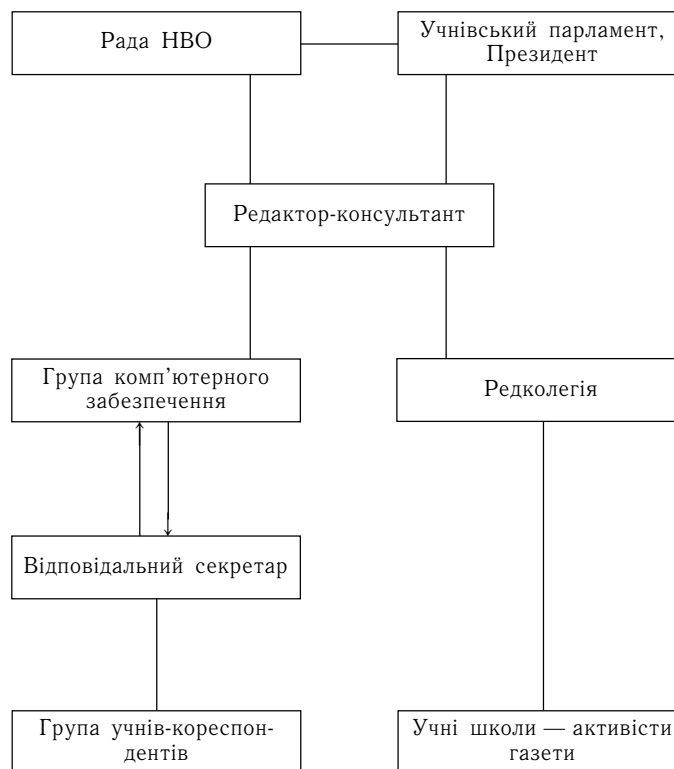 Рада НВО
Учнівський парламент,
Президент
Редактор-консультант
Група комп’ютерного
забезпечення
Редколегія
Відповідальний секретар
Група учнів-кореспон-
дентів
Учні школи — активісти
газети